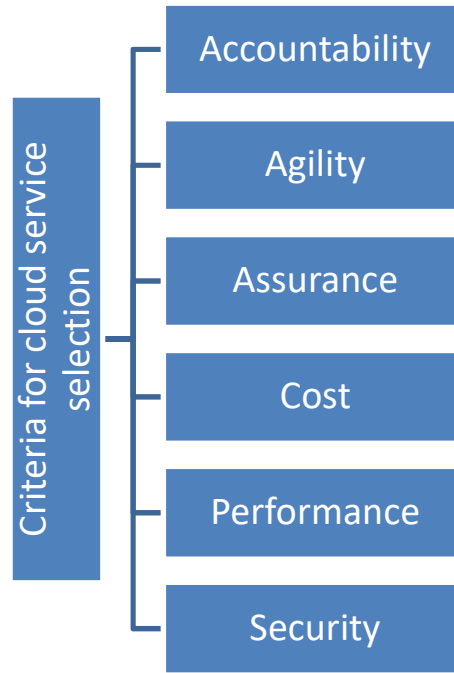 Criteria for cloud service
selection
Accountability
Agility
Assurance
Cost
Performance
Security